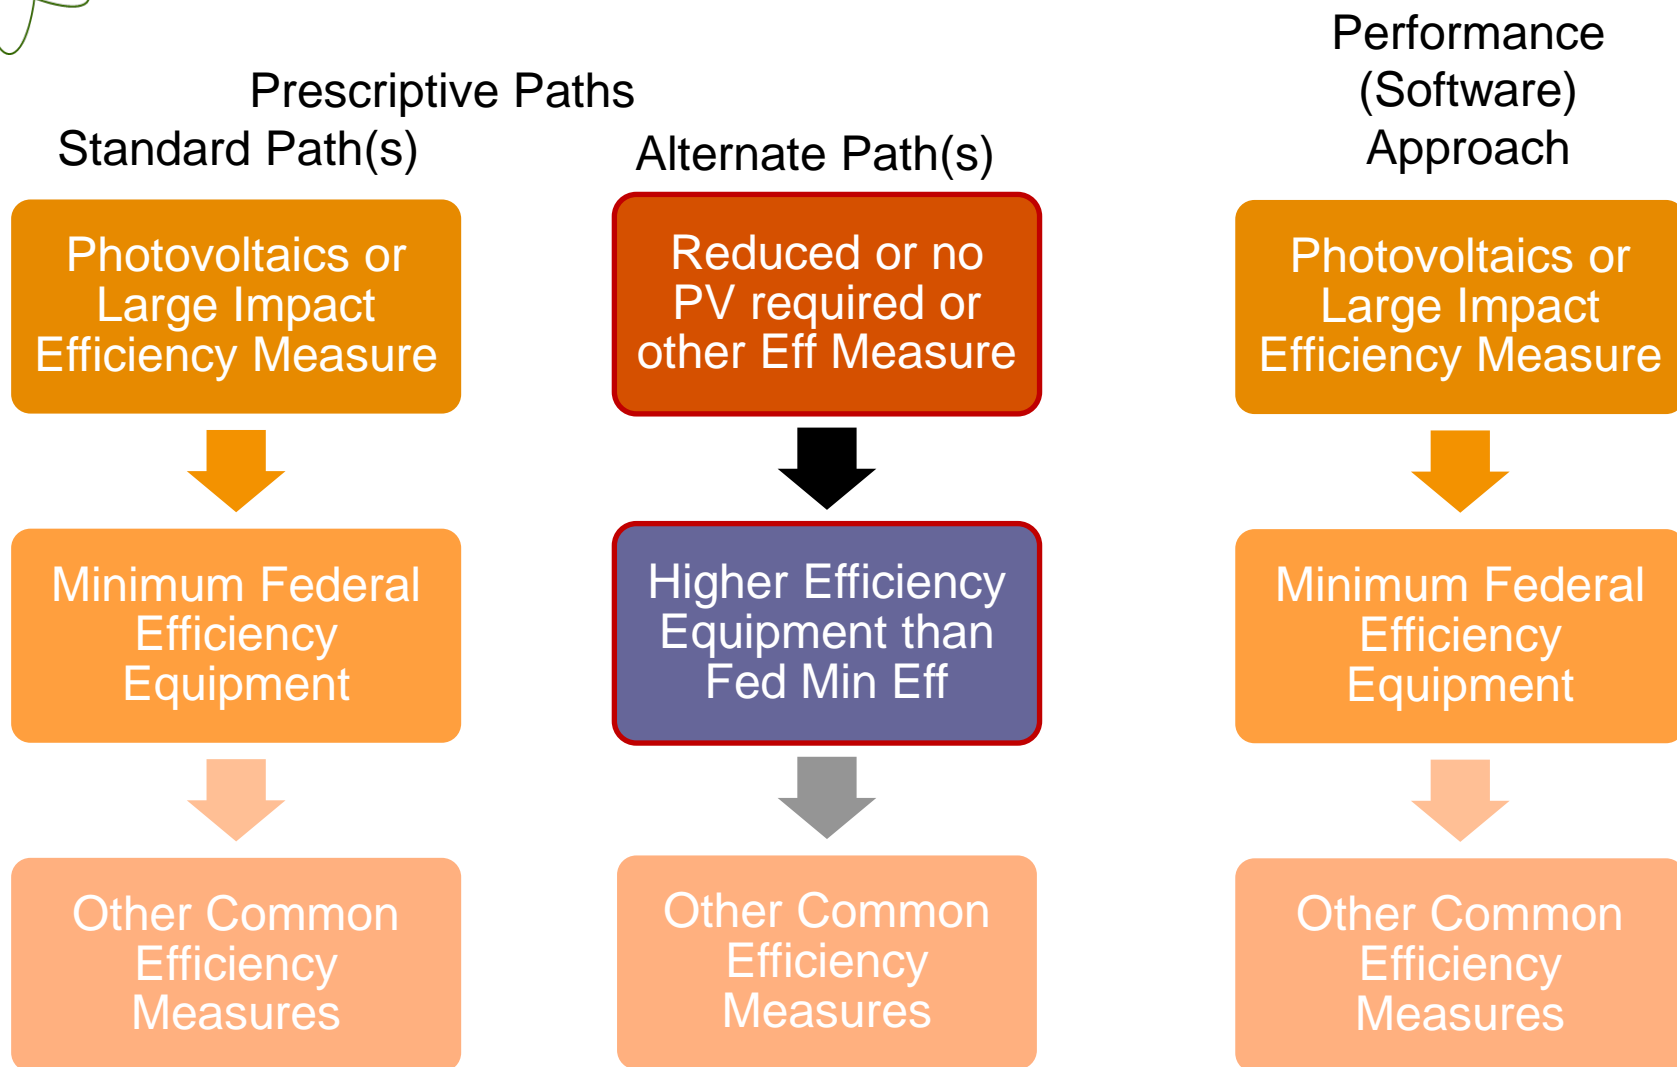 Prescriptive Paths
Standard Path(s)
Photovoltaics or
Large Impact
Efficiency Measure
Minimum Federal
Efficiency
Equipment
Other Common
Efficiency
Measures
Alternate Path(s)
Reduced or no
PV required or
other Eff Measure
Higher Efficiency
Equipment than
Fed Min Eff
Other Common
Efficiency
Measures
Performance
(Software)
Approach
Photovoltaics or
Large Impact
Efficiency Measure
Minimum Federal
Efficiency
Equipment
Other Common
Efficiency
Measures